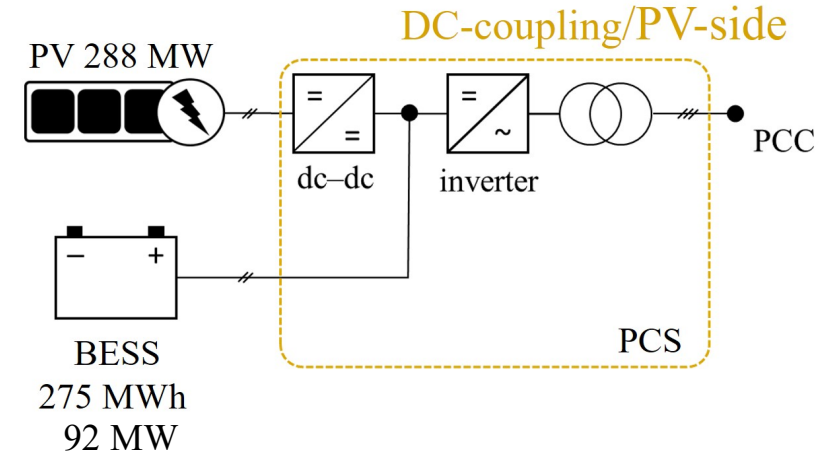 DC-coupling/PV-side
PV 288 MW
=
=
dc–dc
=
~
inverter
PCC
− +
PCS
BESS
275 MWh
92 MW